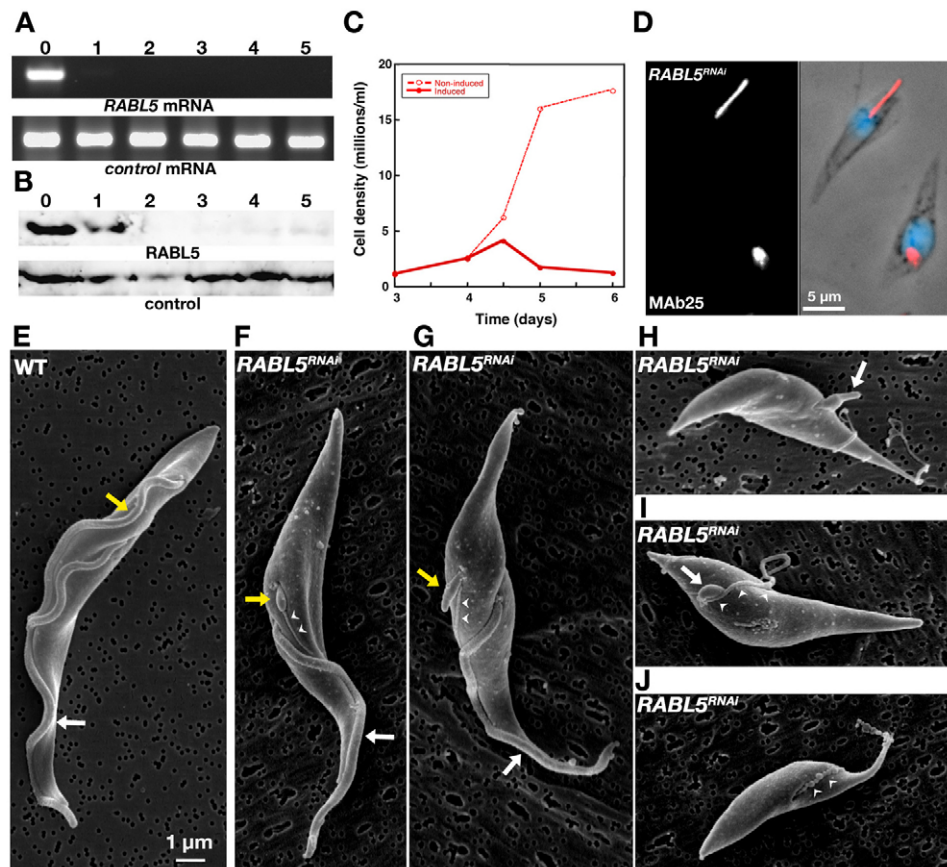 A
0 1 2 3 4 5
RABL5 mRNA
control mRNA
B
0 1 2 3 4 5
RABL5
control
C
Cell density (millions/ml)
20
15
10
5
0
Non-induced
Induced
3 4 5 6
Time (days)
D
RABL5RNAi
MAb25
5 µm
E
WT
1 µm
F
RABL5RNAi
G
RABL5RNAi
H
RABL5RNAi
I
RABL5RNAi
J
RABL5RNAi